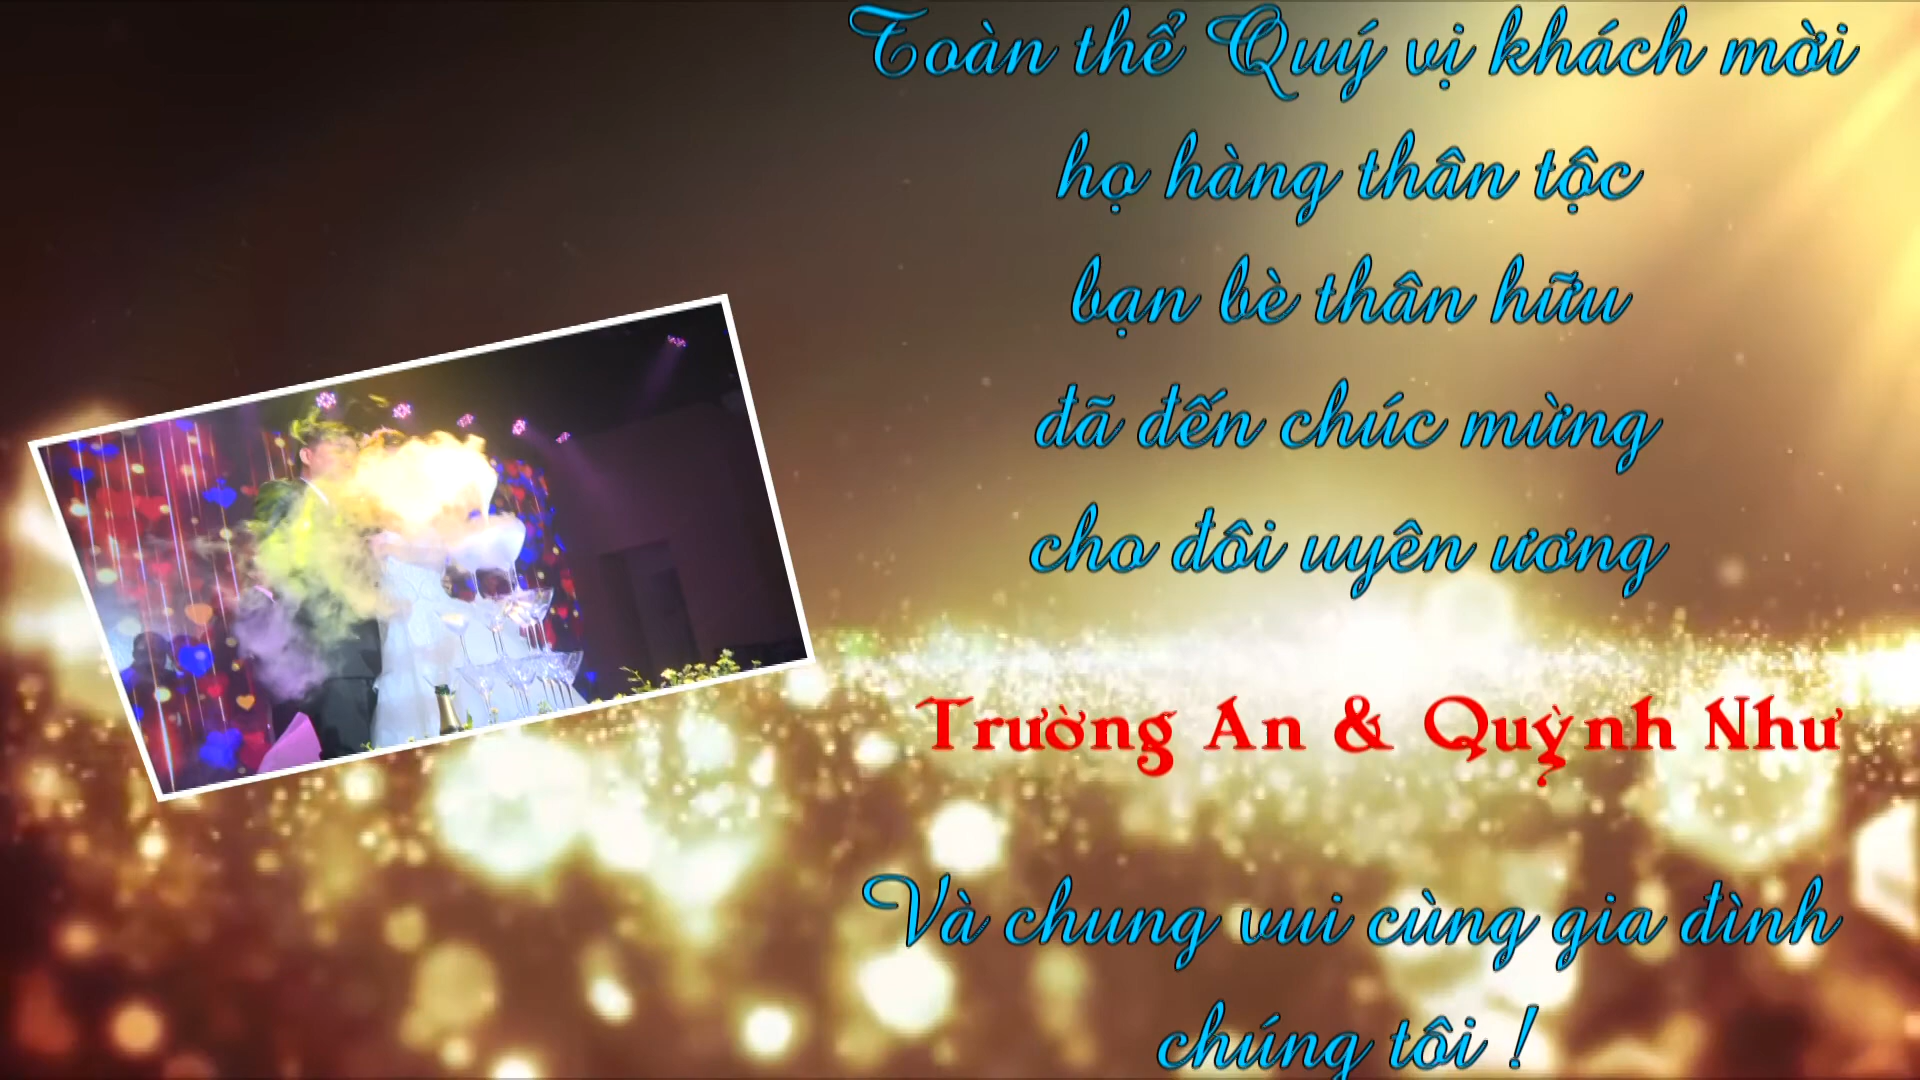 Toàn thể Quý vị khách mời
họ hàng thân tộc
bạn bè thân hữu
đã đến chúc mừng
cho đôi uyên ương
Trường An & Quỳnh Như
Và chung vui cùng gia đình
chúng tôi !